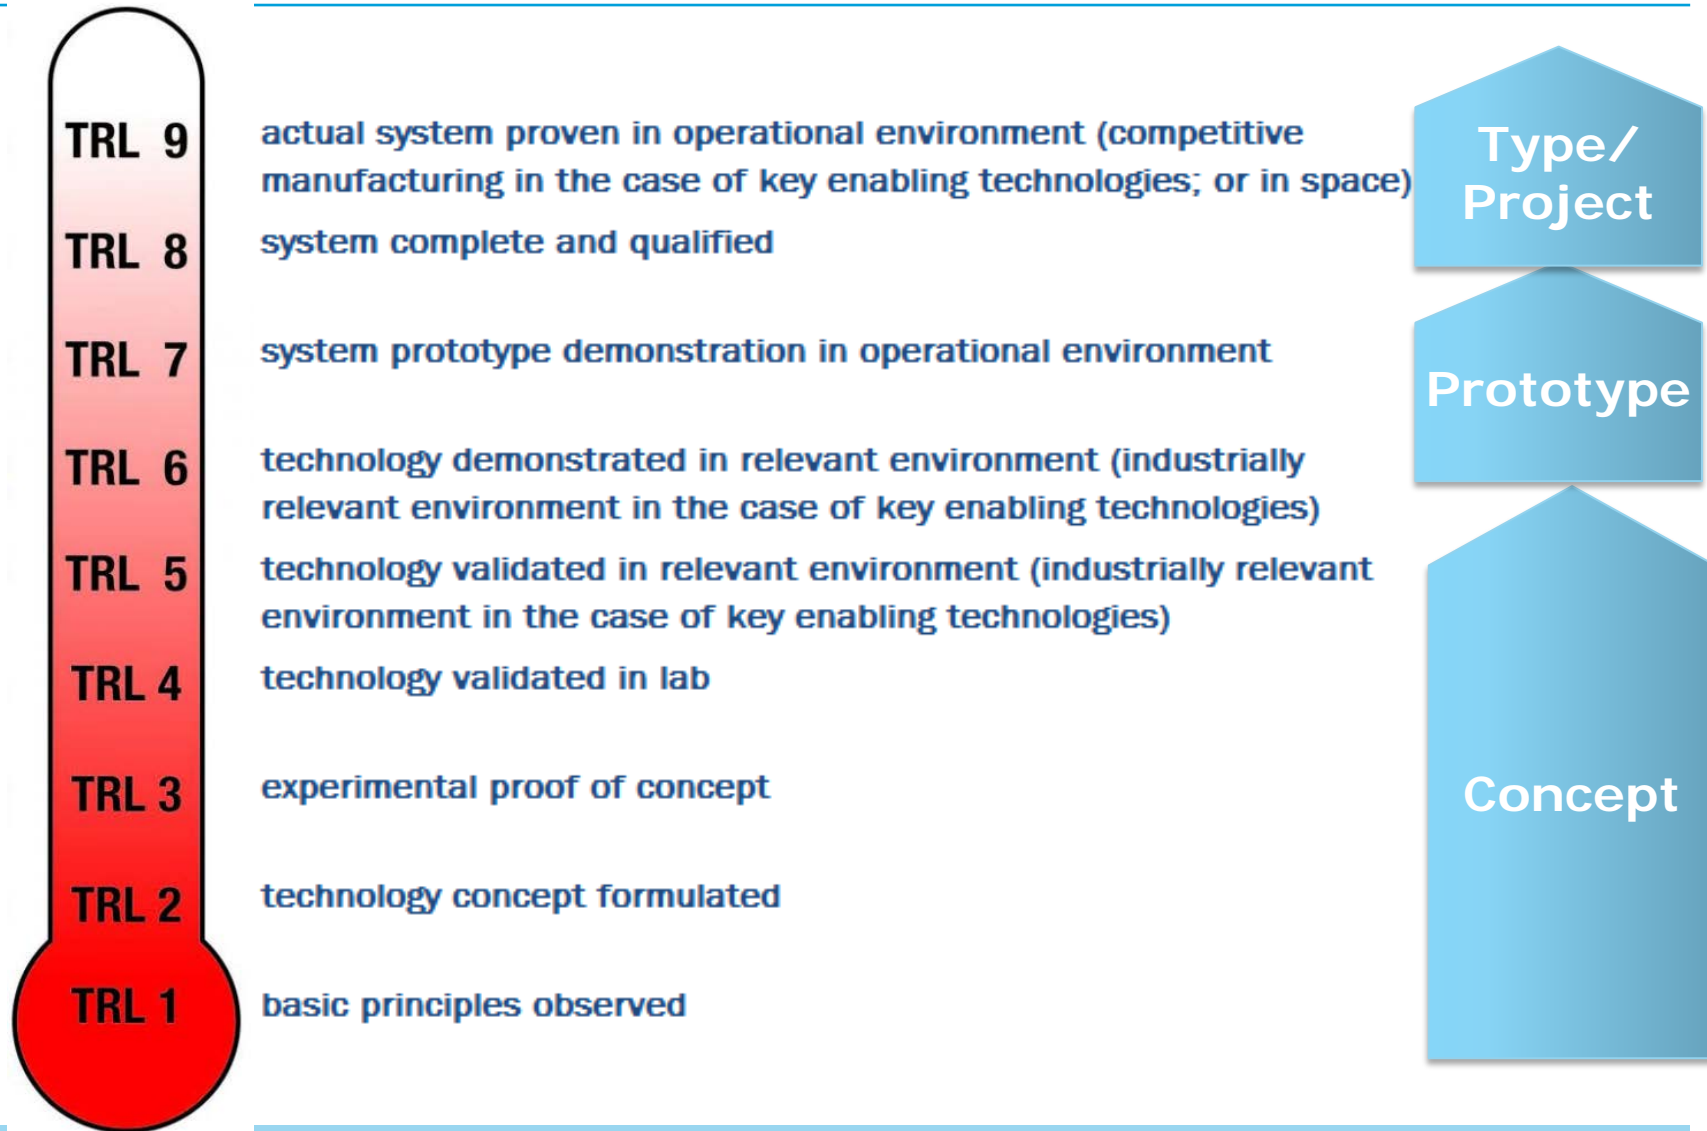 TRL 9
actual system proven in operational environment (competitive
manufacturing in the case of key enabling technologies; or in space)
TRL 8
system complete and qualified
TRL 7
system prototype demonstration in operational environment
TRL 6
technology demonstrated in relevant environment (industrially
relevant environment in the case of key enabling technologies)
TRL 5
technology validated in relevant environment (industrially relevant
environment in the case of key enabling technologies)
TRL 4
technology validated in lab
TRL 3
experimental proof of concept
TRL 2
technology concept formulated
TRL 1
basic principles observed
Type/
Project
Prototype
Concept